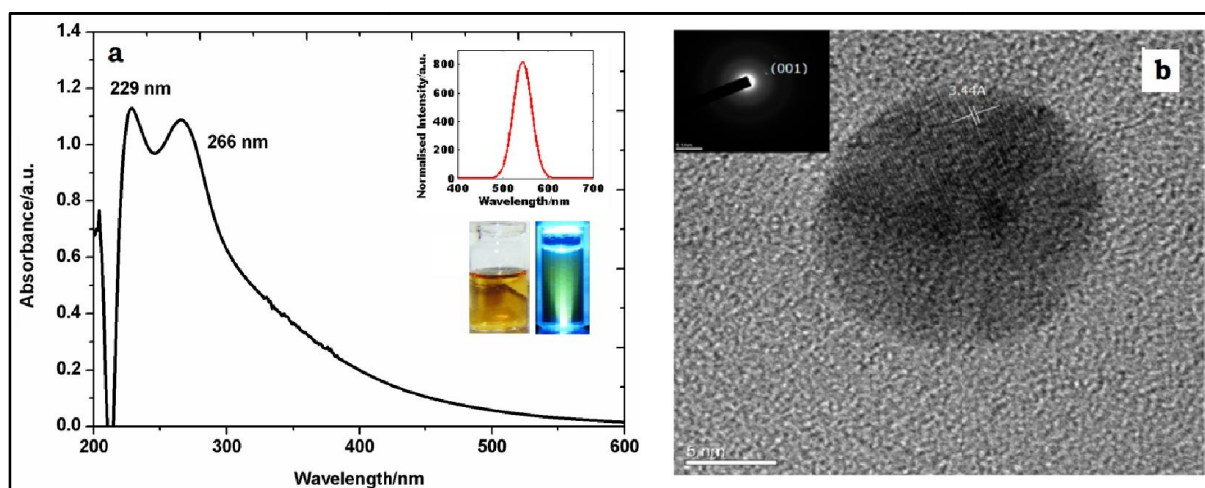 a
229 nm
266 nm
1.4
1.2
1.0
0.8
0.6
0.4
0.2
0.0
Absorbance/a.u.
200
300
400
500
600
Wavelength/nm
800
600
400
200
0
Normalised Intensity/a.u.
400 500 600 700
Wavelength/nm
b
(001)
3.44A
5 nm